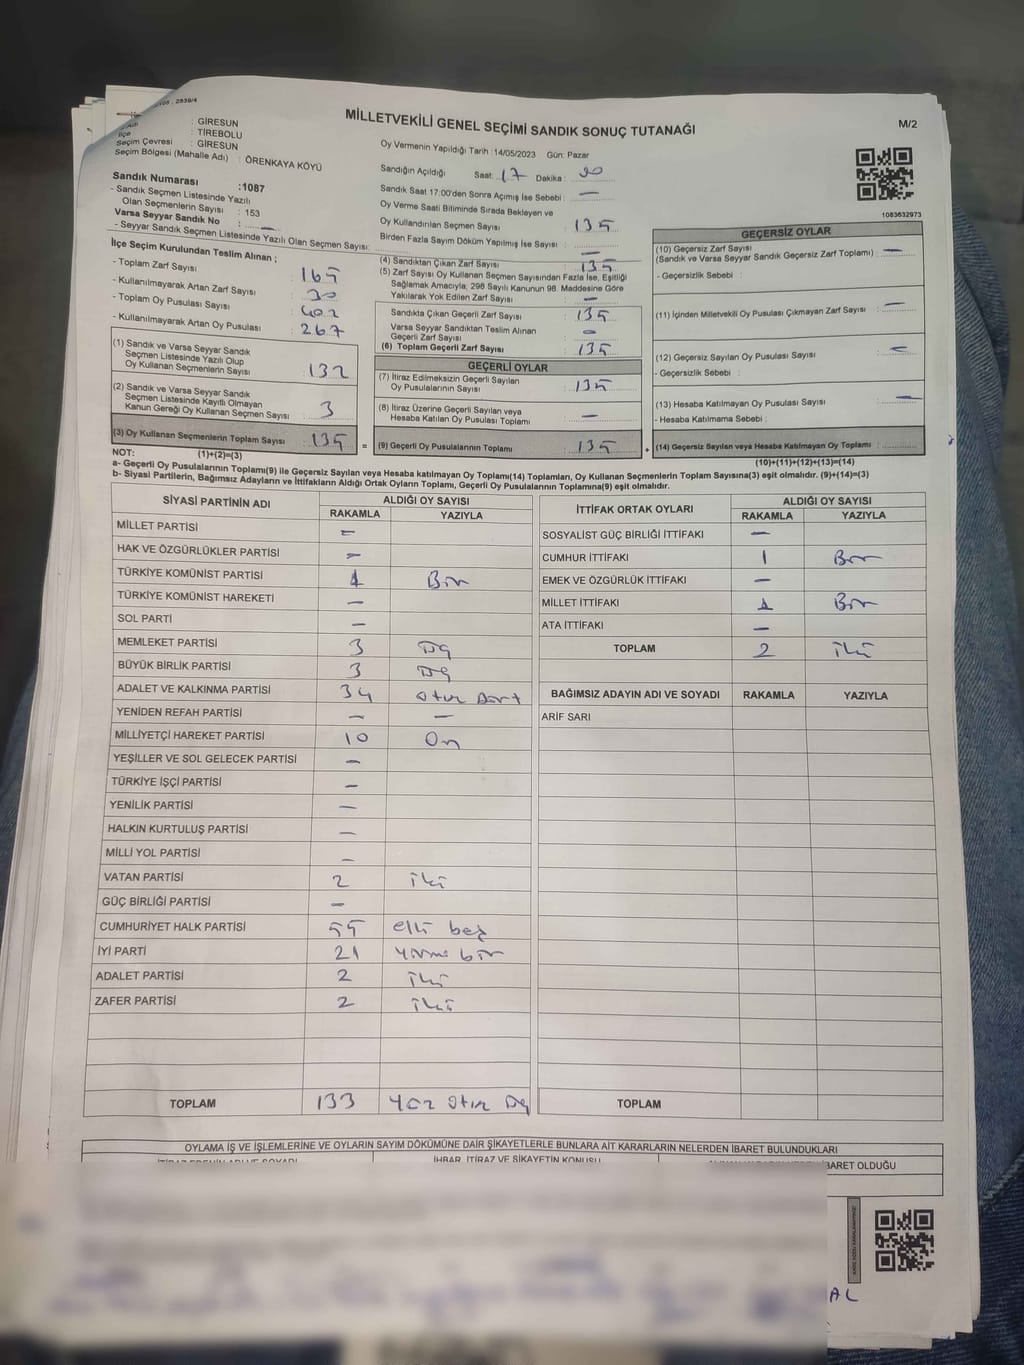 MİLLETVEKİLİ GENEL SEÇİMİ SANDIK SONUÇ TUTANAĞI
M/2
: GİRESUN
İlçe : TİREBOLU
Seçim Çevresi : GİRESUN
Seçim Bölgesi (Mahalle Adı) : ÖRENKAYA KÖYÜ
Sandık Numarası :1087
- Sandık Seçmen Listesinde Yazılı
Olan Seçmenlerin Sayısı : 153
Varsa Seyyar Sandık No : —
- Seyyar Sandık Seçmen Listesinde Yazılı Olan Seçmen Sayısı:
İlçe Seçim Kurulundan Teslim Alınan ;
- Toplam Zarf Sayısı : 165
- Kullanılmayarak Artan Zarf Sayısı : 30
- Toplam Oy Pusulası Sayısı : 402
- Kullanılmayarak Artan Oy Pusulası : 267
(1) Sandık ve Varsa Seyyar Sandık
Seçmen Listesinde Yazılı Olup
Oy Kullanan Seçmenlerin Sayısı : 132
(2) Sandık ve Varsa Seyyar Sandık
Seçmen Listesinde Kayıtlı Olmayan
Kanun Gereği Oy Kullanan Seçmen Sayısı : 3
(3) Oy Kullanan Seçmenlerin Toplam Sayısı : 135
Oy Vermenin Yapıldığı Tarih :14/05/2023 Gün: Pazar
Sandığın Açıldığı Saat: 17 Dakika :
Sandık Saat 17:00'den Sonra Açımış İse Sebebi : —
Oy Verme Saati Bitiminde Sırada Bekleyen ve
Oy Kullandırılan Seçmen Sayısı : 135
Birden Fazla Sayım Döküm Yapılmış İse Sayısı : —
(4) Sandıktan Çıkan Zarf Sayısı : 135
(5) Zarf Sayısı Oy Kullanan Seçmen Sayısından Fazla İse, Eşitliği
Sağlamak Amacıyla, 298 Sayılı Kanunun 98. Maddesine Göre
Yakılarak Yok Edilen Zarf Sayısı : —
Sandıkta Çıkan Geçerli Zarf Sayısı : 135
Varsa Seyyar Sandıktan Teslim Alınan
Geçerli Zarf Sayısı :
(6) Toplam Geçerli Zarf Sayısı : 135
GEÇERLİ OYLAR
(7) İtiraz Edilmeksizin Geçerli Sayılan
Oy Pusulalarının Sayısı : 135
(8) İtiraz Üzerine Geçerli Sayılan veya
Hesaba Katılan Oy Pusulası Toplamı : —
= (9) Geçerli Oy Pusulalarının Toplamı : 135
1083632973
GEÇERSİZ OYLAR
(10) Geçersiz Zarf Sayısı
(Sandık ve Varsa Seyyar Sandık Geçersiz Zarf Toplamı) : —
- Geçersizlik Sebebi :
(11) İçinden Milletvekili Oy Pusulası Çıkmayan Zarf Sayısı : —
(12) Geçersiz Sayılan Oy Pusulası Sayısı : —
- Geçersizlik Sebebi :
(13) Hesaba Katılmayan Oy Pusulası Sayısı : —
- Hesaba Katılmama Sebebi :
+ (14) Geçersiz Sayılan veya Hesaba Katılmayan Oy Toplamı :
NOT: (1)+(2)=(3)
(10)+(11)+(12)+(13)=(14)
a- Geçerli Oy Pusulalarının Toplamı(9) ile Geçersiz Sayılan veya Hesaba katılmayan Oy Toplamı(14) Toplamları, Oy Kullanan Seçmenlerin Toplam Sayısına(3) eşit olmalıdır. (9)+(14)=(3)
b- Siyasi Partilerin, Bağımsız Adayların ve İttifakların Aldığı Ortak Oyların Toplamı, Geçerli Oy Pusulalarının Toplamına(9) eşit olmalıdır.
SİYASİ PARTİNİN ADI ALDIĞI OY SAYISI
RAKAMLA YAZIYLA
MİLLET PARTİSİ —
HAK VE ÖZGÜRLÜKLER PARTİSİ —
TÜRKİYE KOMÜNİST PARTİSİ 1 Bir
TÜRKİYE KOMÜNİST HAREKETİ —
SOL PARTİ —
MEMLEKET PARTİSİ 3 Üç
BÜYÜK BİRLİK PARTİSİ 3 Üç
ADALET VE KALKINMA PARTİSİ 34 otuz Dört
YENİDEN REFAH PARTİSİ — —
MİLLİYETÇİ HAREKET PARTİSİ 10 On
YEŞİLLER VE SOL GELECEK PARTİSİ —
TÜRKİYE İŞÇİ PARTİSİ —
YENİLİK PARTİSİ —
HALKIN KURTULUŞ PARTİSİ —
MİLLİ YOL PARTİSİ —
VATAN PARTİSİ 2 iki
GÜÇ BİRLİĞİ PARTİSİ —
CUMHURİYET HALK PARTİSİ 55 elli beş
İYİ PARTİ 21 yirmi bir
ADALET PARTİSİ 2 iki
ZAFER PARTİSİ 2 iki
TOPLAM 133 yüz otuz üç
İTTİFAK ORTAK OYLARI ALDIĞI OY SAYISI
RAKAMLA YAZIYLA
SOSYALİST GÜÇ BİRLİĞİ İTTİFAKI —
CUMHUR İTTİFAKI 1 Bir
EMEK VE ÖZGÜRLÜK İTTİFAKI —
MİLLET İTTİFAKI 1 Bir
ATA İTTİFAKI —
TOPLAM 2 iki
BAĞIMSIZ ADAYIN ADI VE SOYADI RAKAMLA YAZIYLA
ARİF SARI
TOPLAM
OYLAMA İŞ VE İŞLEMLERİNE VE OYLARIN SAYIM DÖKÜMÜNE DAİR ŞİKAYETLERLE BUNLARA AİT KARARLARIN NELERDEN İBARET BULUNDUKLARI
İHBAR, İTİRAZ VE ŞİKAYETİN KONUSU
İBARET OLDUĞU
AL